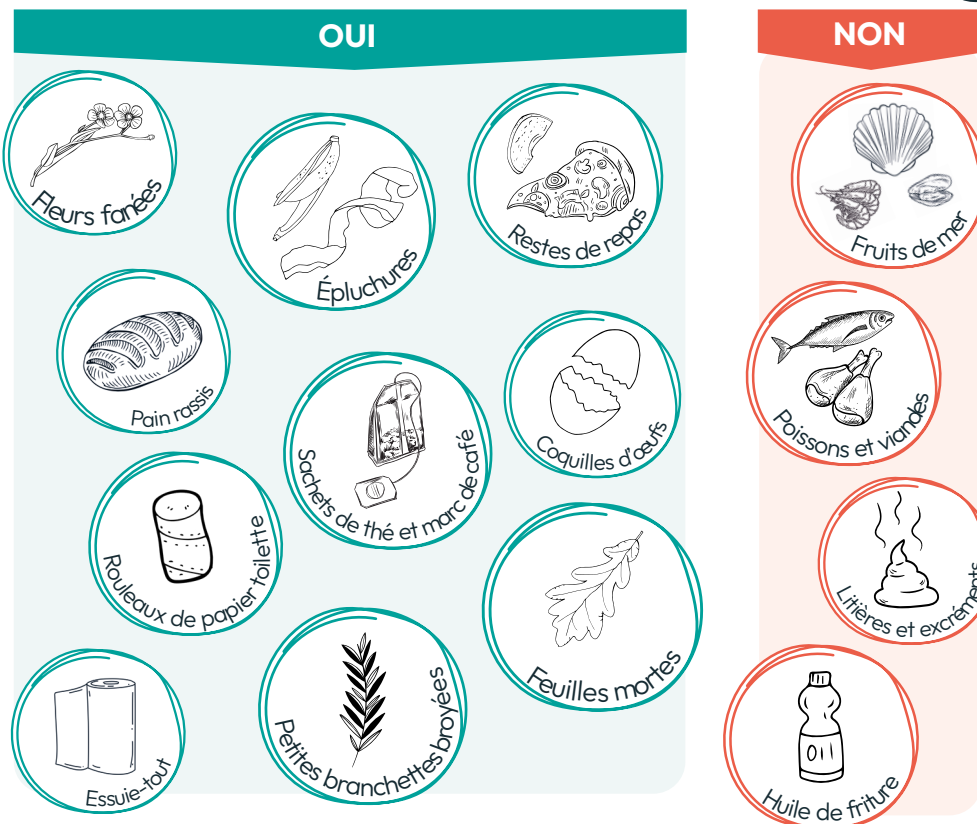 OUI
Fleurs fanées
Épluchures
Restes de repas
Pain rassis
Sachets de thé et marc de café
Coquilles d'œufs
Rouleaux de papier toilette
Feuilles mortes
Essuie-tout
Petites branchettes broyées
NON
Fruits de mer
Poissons et viandes
Litières et excréments
Huile de friture
OIL